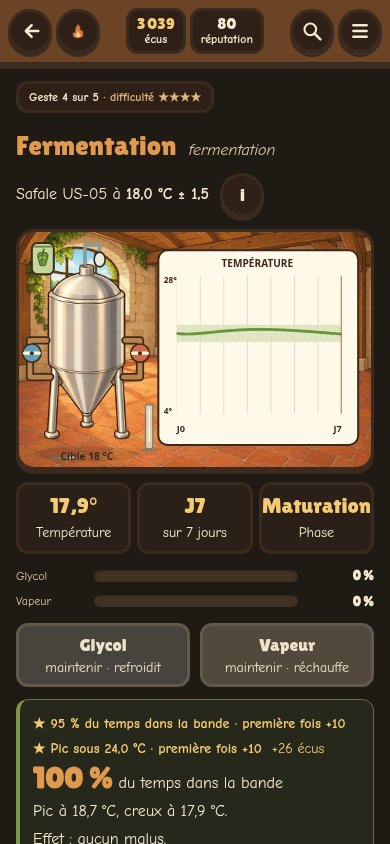 3 039
écus
80
réputation
Geste 4 sur 5 · difficulté ★★★★
Fermentation fermentation
Safale US-05 à 18,0 °C ± 1,5
i
TEMPÉRATURE
28°
4°
J0
J7
Cible 18 °C
17,9°
Température
J7
sur 7 jours
Maturation
Phase
Glycol
0 %
Vapeur
0 %
Glycol
maintenir · refroidit
Vapeur
maintenir · réchauffe
★ 95 % du temps dans la bande · première fois +10
★ Pic sous 24,0 °C · première fois +10 +26 écus
100 % du temps dans la bande
Pic à 18,7 °C, creux à 17,9 °C.
Effet : aucun malus.